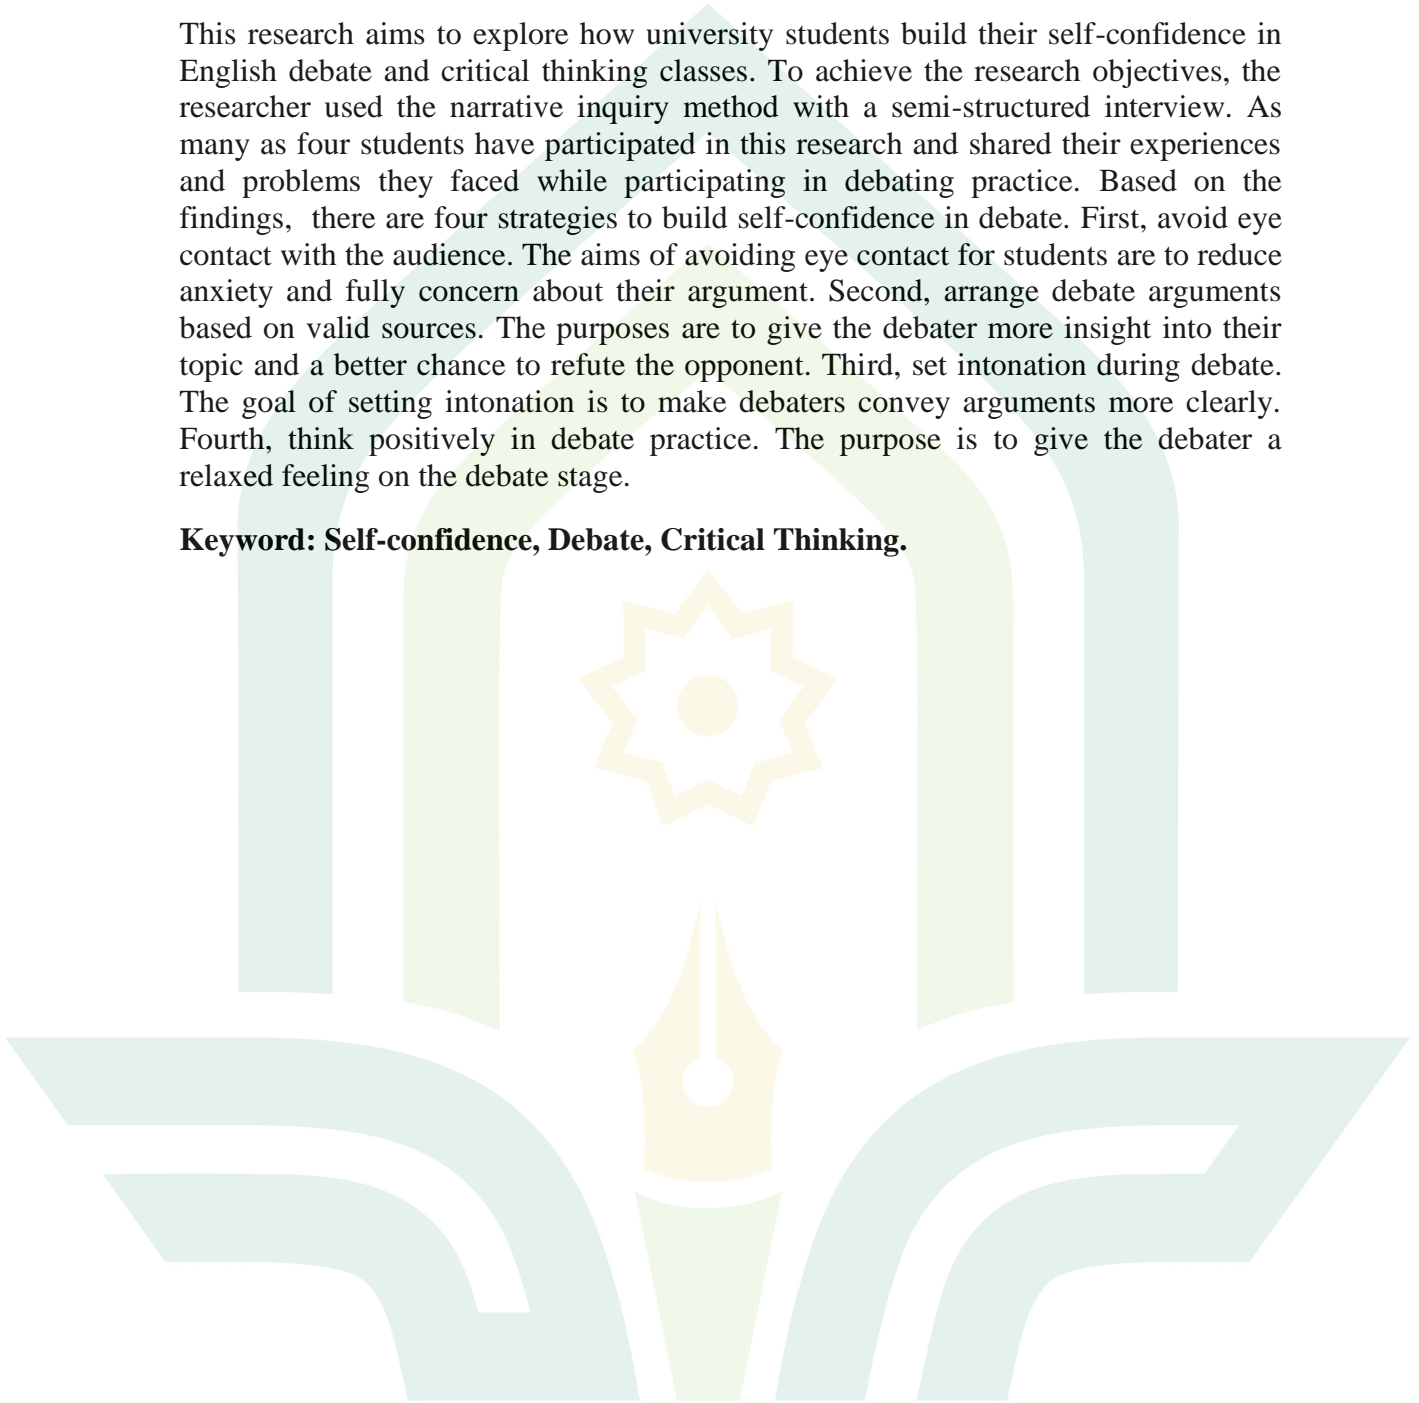 This research aims to explore how university students build their self-confidence in
English debate and critical thinking classes. To achieve the research objectives, the
researcher used the narrative inquiry method with a semi-structured interview. As
many as four students have participated in this research and shared their experiences
and problems they faced while participating in debating practice. Based on the
findings, there are four strategies to build self-confidence in debate. First, avoid eye
contact with the audience. The aims of avoiding eye contact for students are to reduce
anxiety and fully concern about their argument. Second, arrange debate arguments
based on valid sources. The purposes are to give the debater more insight into their
topic and a better chance to refute the opponent. Third, set intonation during debate.
The goal of setting intonation is to make debaters convey arguments more clearly.
Fourth, think positively in debate practice. The purpose is to give the debater a
relaxed feeling on the debate stage.
Keyword: Self-confidence, Debate, Critical Thinking.